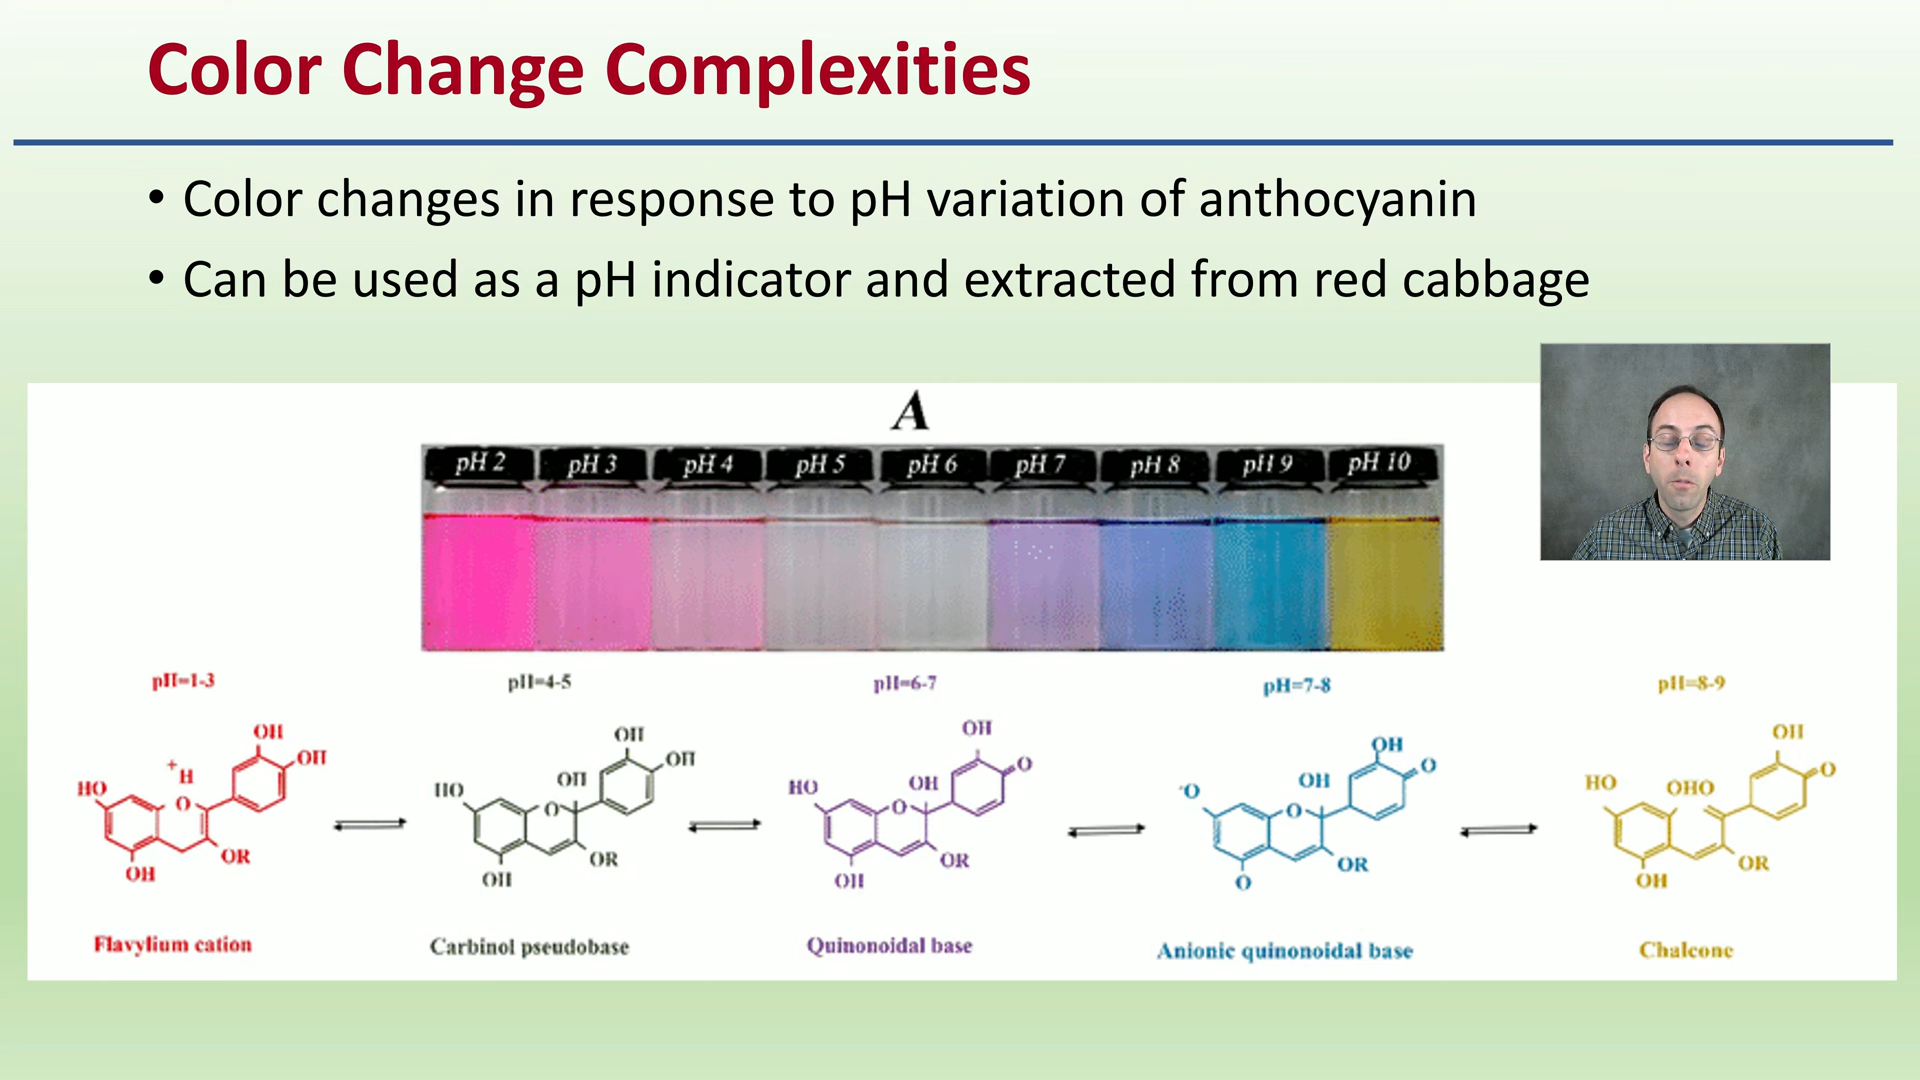 Color Change Complexities
• Color changes in response to pH variation of anthocyanin
• Can be used as a pH indicator and extracted from red cabbage
A
pH 2 pH 3 pH 4 pH 5 pH 6 pH 7 pH 8 pH 9 pH 10
pH=1-3 pH=4-5 pH=6-7 pH=7-8 pH=8-9
OH OH +H HO O OH OR
OH OH OH HO O OR OH
OH O OH HO O OR OH
OH O OH -O O OR O
OH O HO OHO OR OH
Flavylium cation Carbinol pseudobase Quinonoidal base Anionic quinonoidal base Chalcone